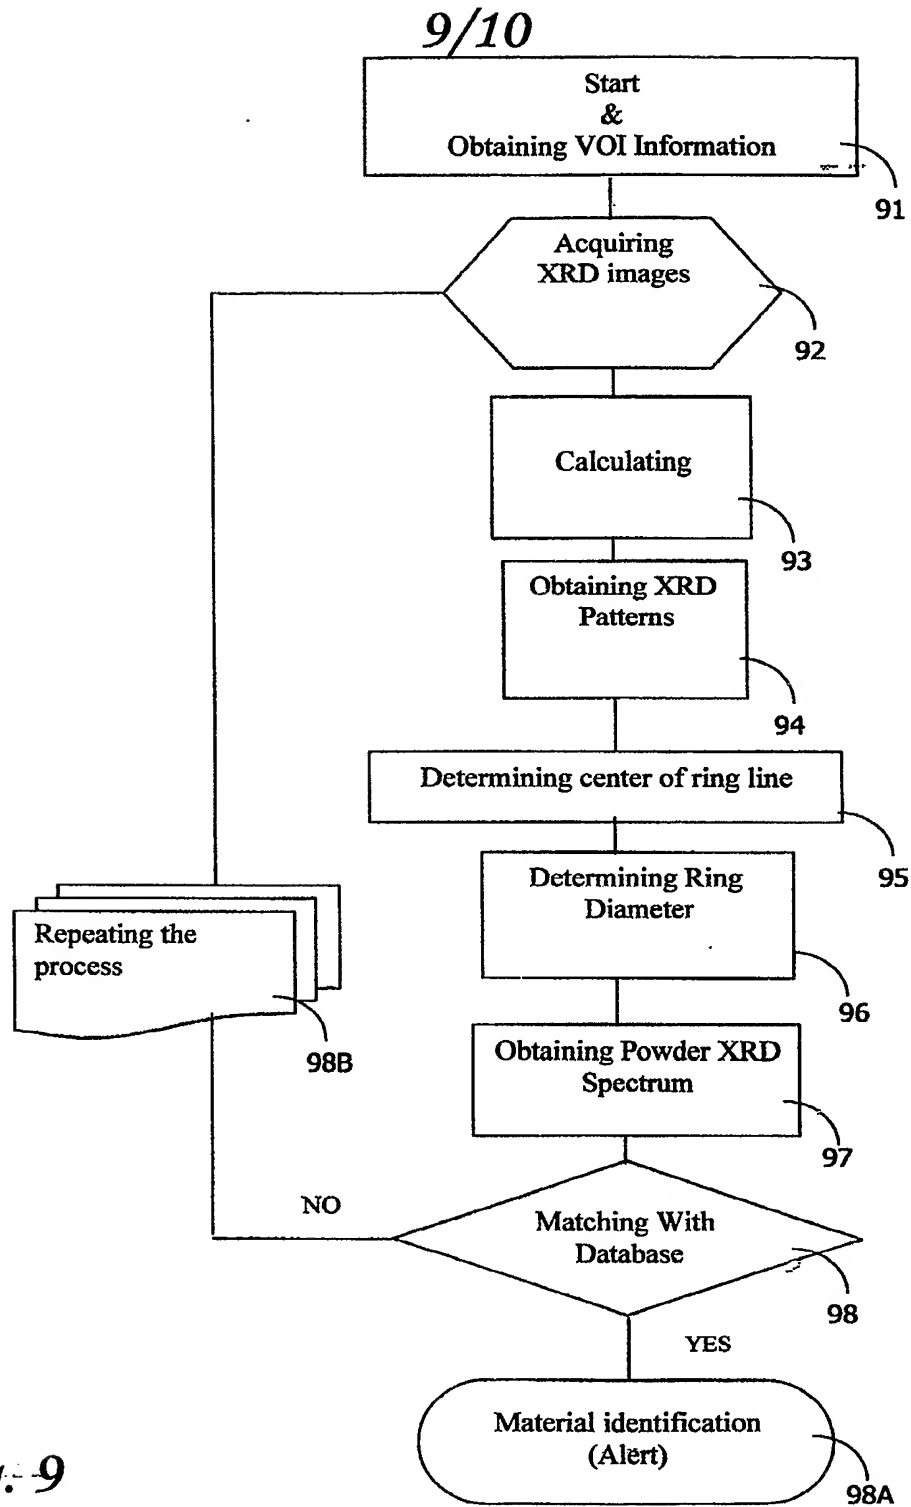 9/10
Start
&
Obtaining VOI Information
91
Acquiring
XRD images
92
Calculating
93
Obtaining XRD
Patterns
94
Determining center of ring line
95
Determining Ring
Diameter
96
Repeating the
process
98B
Obtaining Powder XRD
Spectrum
97
NO
Matching With
Database
98
YES
Material identification
(Alert)
98A
9